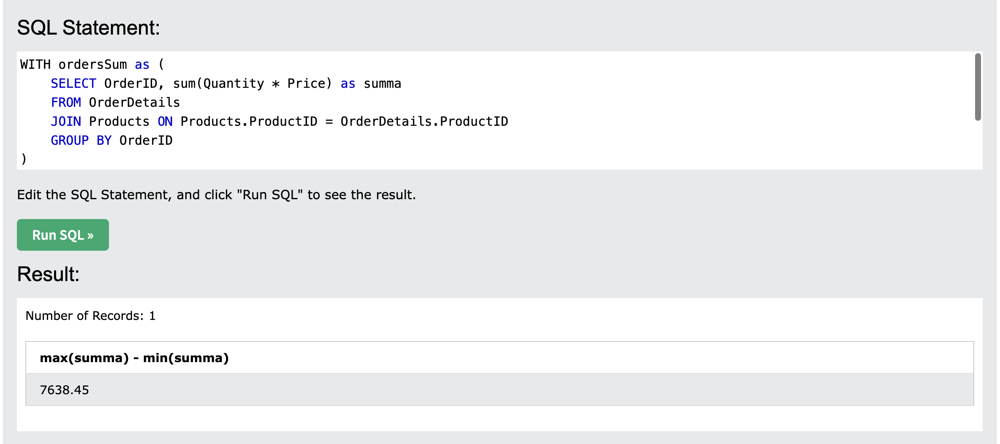 SQL Statement:
WITH ordersSum as (
    SELECT OrderID, sum(Quantity * Price) as summa
    FROM OrderDetails
    JOIN Products ON Products.ProductID = OrderDetails.ProductID
    GROUP BY OrderID
)
Edit the SQL Statement, and click "Run SQL" to see the result.
Run SQL »
Result:
Number of Records: 1
max(summa) - min(summa)
7638.45